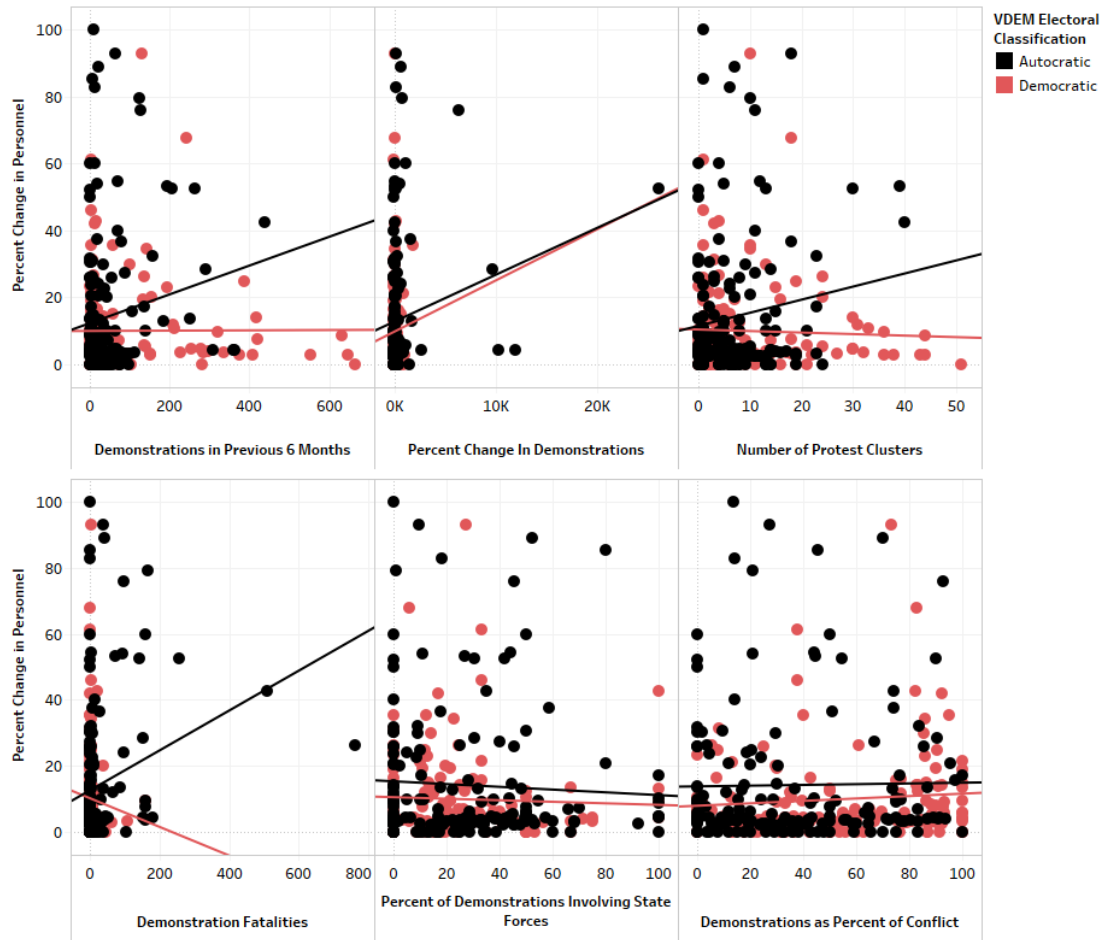 VDEM Electoral
Classification
Autocratic
Democratic
Percent Change in Personnel
100
80
60
40
20
0
0 200 400 600
0K 10K 20K
0 10 20 30 40 50
Demonstrations in Previous 6 Months
Percent Change In Demonstrations
Number of Protest Clusters
Percent Change in Personnel
100
80
60
40
20
0
0 200 400 600 800
0 20 40 60 80 100
0 20 40 60 80 100
Demonstration Fatalities
Percent of Demonstrations Involving State
Forces
Demonstrations as Percent of Conflict